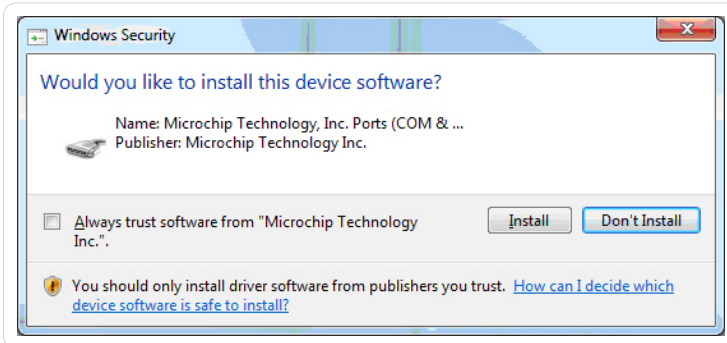 Windows Security
Would you like to install this device software?
Name: Microchip Technology, Inc. Ports (COM & ...
Publisher: Microchip Technology Inc.
Always trust software from "Microchip Technology
Inc.".
Install
Don't Install
You should only install driver software from publishers you trust. How can I decide which
device software is safe to install?